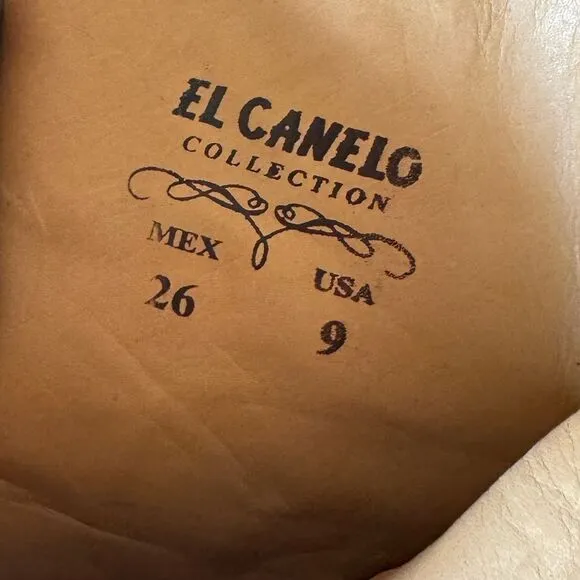 EL CANELO
COLLECTION
MEX USA
26 9